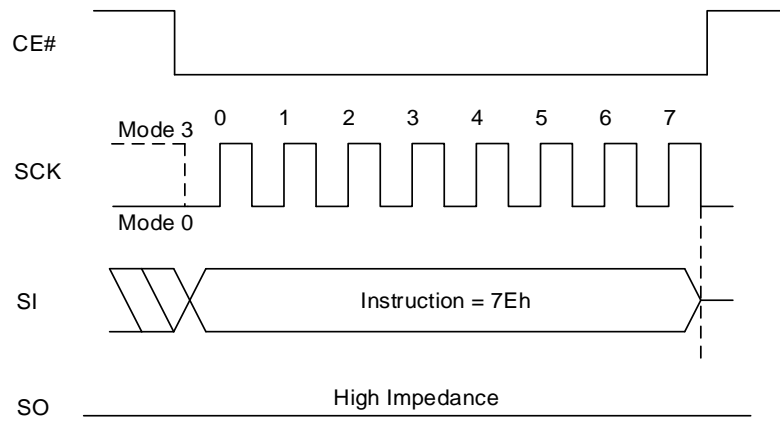 CE#
Mode 3 0 1 2 3 4 5 6 7
SCK
Mode 0
SI Instruction = 7Eh
High Impedance
SO